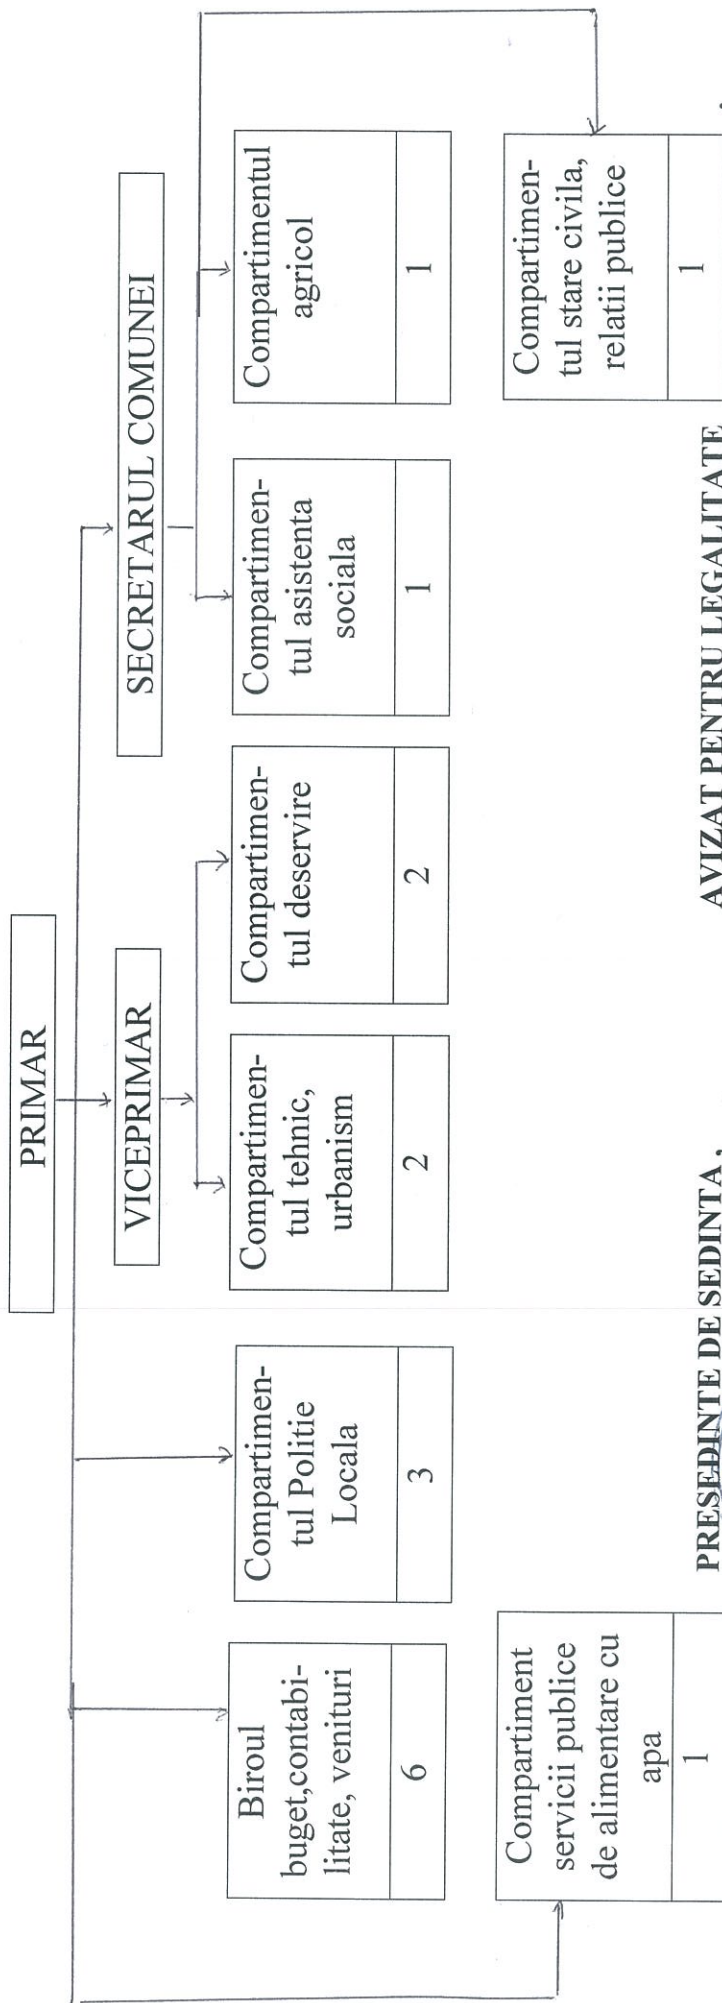 PRIMAR
VICEPRIMAR
SECRETARUL COMUNEI
Biroul
buget,contabi-
litate, venituri
6
Compartimen-
tul Politie
Locala
3
Compartimen-
tul tehnic,
urbanism
2
Compartimen-
tul deservire
2
Compartimen-
tul asistenta
sociala
1
Compartimentul
agricol
1
Compartiment
servicii publice
de alimentare cu
apa
1
Compartimen-
tul stare civila,
relatii publice
1
PRESEDINTE DE SEDINTA,
AVIZAT PENTRU LEGALITATE